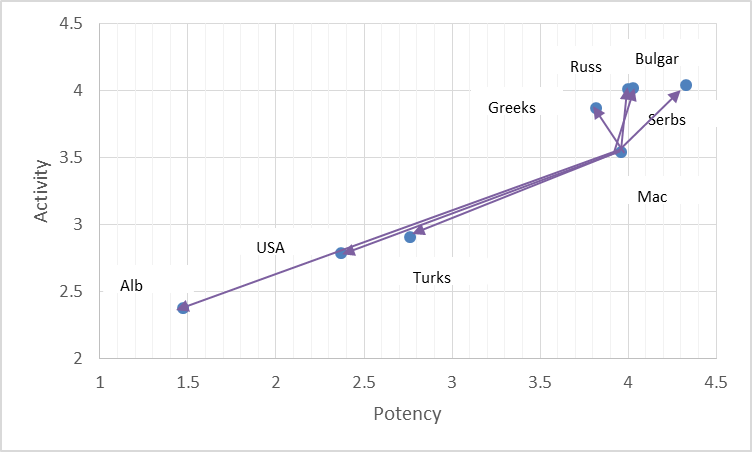 4.5
Activity
4
3.5
3
2.5
2
Russ
Bulgar
Greeks
Serbs
Mac
USA
Turks
Alb
1
1.5
2
2.5
3
3.5
4
4.5
Potency